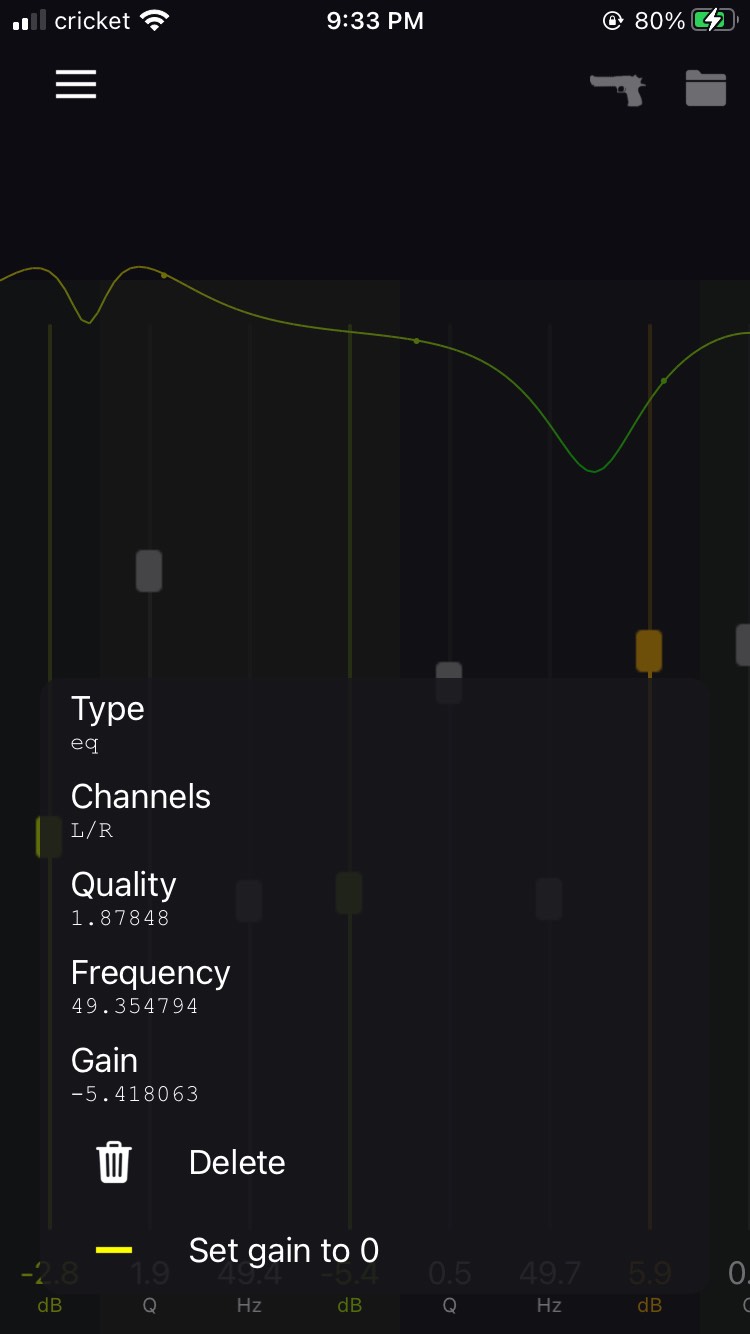 cricket 9:33 PM 80%
Type
eq
Channels
L/R
Quality
1.87848
Frequency
49.354794
Gain
-5.418063
Delete
Set gain to 0
-2.8 1.9 49.4 -5.4 0.5 49.7 5.9 0.
dB Q Hz dB Q Hz dB